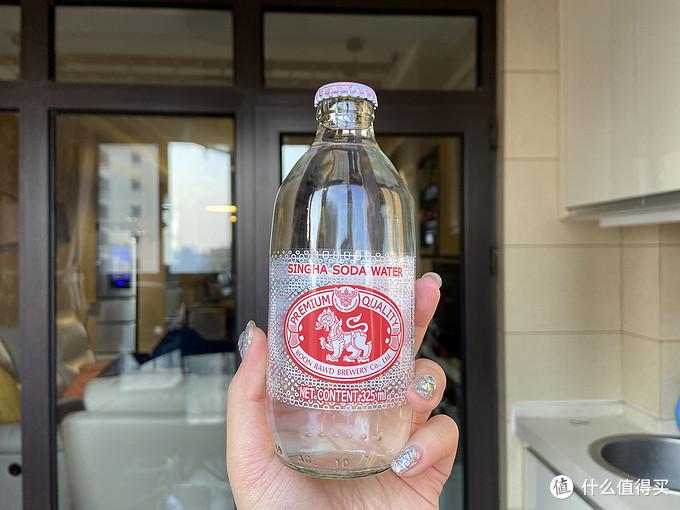 SINGHA SODA WATER
PREMIUM QUALITY
BOON RAWD BREWERY Co., Ltd.
NET CONTENT 325 ml
值 什么值得买